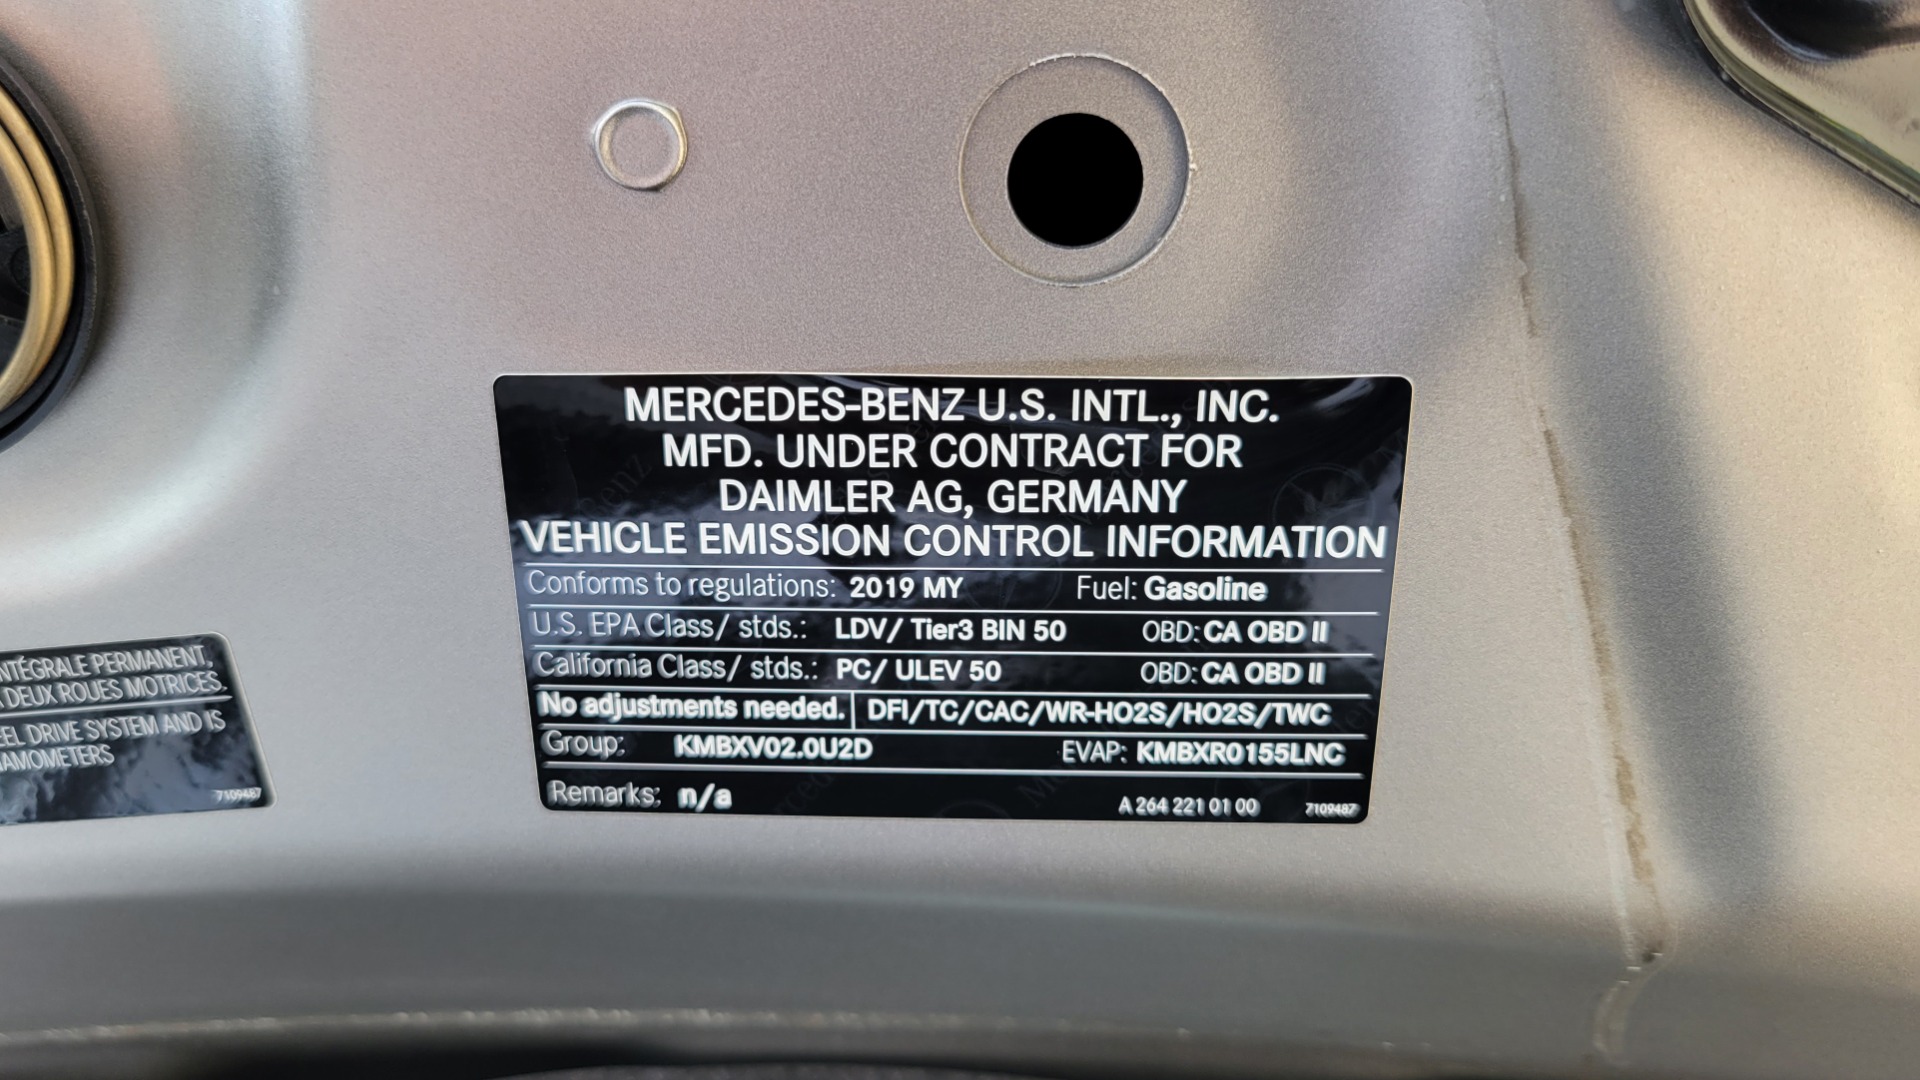 MERCEDES-BENZ U.S. INTL., INC.
MFD. UNDER CONTRACT FOR
DAIMLER AG, GERMANY
VEHICLE EMISSION CONTROL INFORMATION
Conforms to regulations: 2019 MY Fuel: Gasoline
U.S. EPA Class/ stds.: LDV/ Tier3 BIN 50 OBD: CA OBD II
California Class/ stds.: PC/ ULEV 50 OBD: CA OBD II
No adjustments needed. DFI/TC/CAC/WR-HO2S/HO2S/TWC
Group: KMBXV02.0U2D EVAP: KMBXR0155LNC
Remarks: n/a A 264 221 01 00 7109487
NTÉGRALE PERMANENT,
DEUX ROUES MOTRICES.
EL DRIVE SYSTEM AND IS
AMOMETERS
7109487